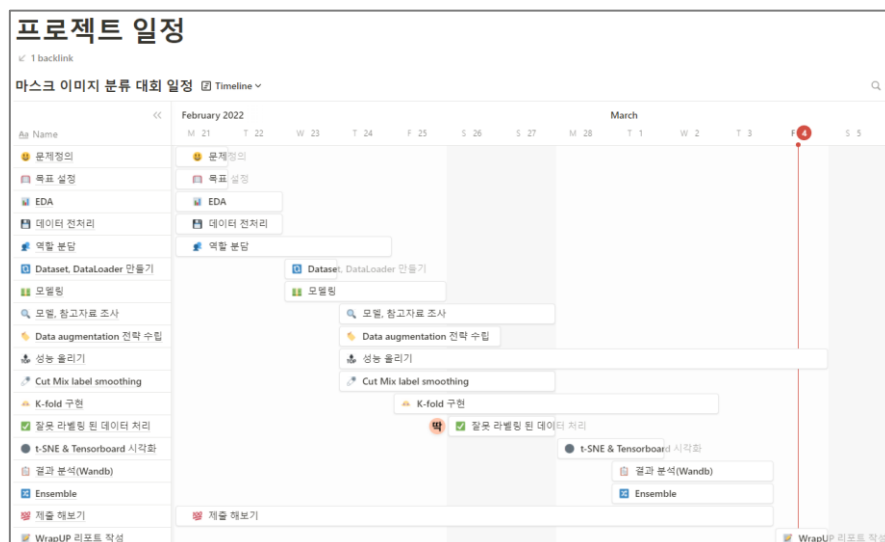 프로젝트 일정
1 backlink
마스크 이미지 분류 대회 일정 Timeline
February 2022 March
Aa Name M 21 T 22 W 23 T 24 F 25 S 26 S 27 M 28 T 1 W 2 T 3 F 4 S 5
문제정의 문제정의
목표 설정 목표 설정
EDA EDA
데이터 전처리 데이터 전처리
역할 분담 역할 분담
Dataset, DataLoader 만들기 Dataset, DataLoader 만들기
모델링 모델링
모델, 참고자료 조사 모델, 참고자료 조사
Data augmentation 전략 수립 Data augmentation 전략 수립
성능 올리기 성능 올리기
Cut Mix label smoothing Cut Mix label smoothing
K-fold 구현 K-fold 구현
잘못 라벨링 된 데이터 처리 딱 잘못 라벨링 된 데이터 처리
t-SNE & Tensorboard 시각화 t-SNE & Tensorboard 시각화
결과 분석(Wandb) 결과 분석(Wandb)
Ensemble Ensemble
제출 해보기 제출 해보기
WrapUP 리포트 작성 WrapUP 리포트 작성